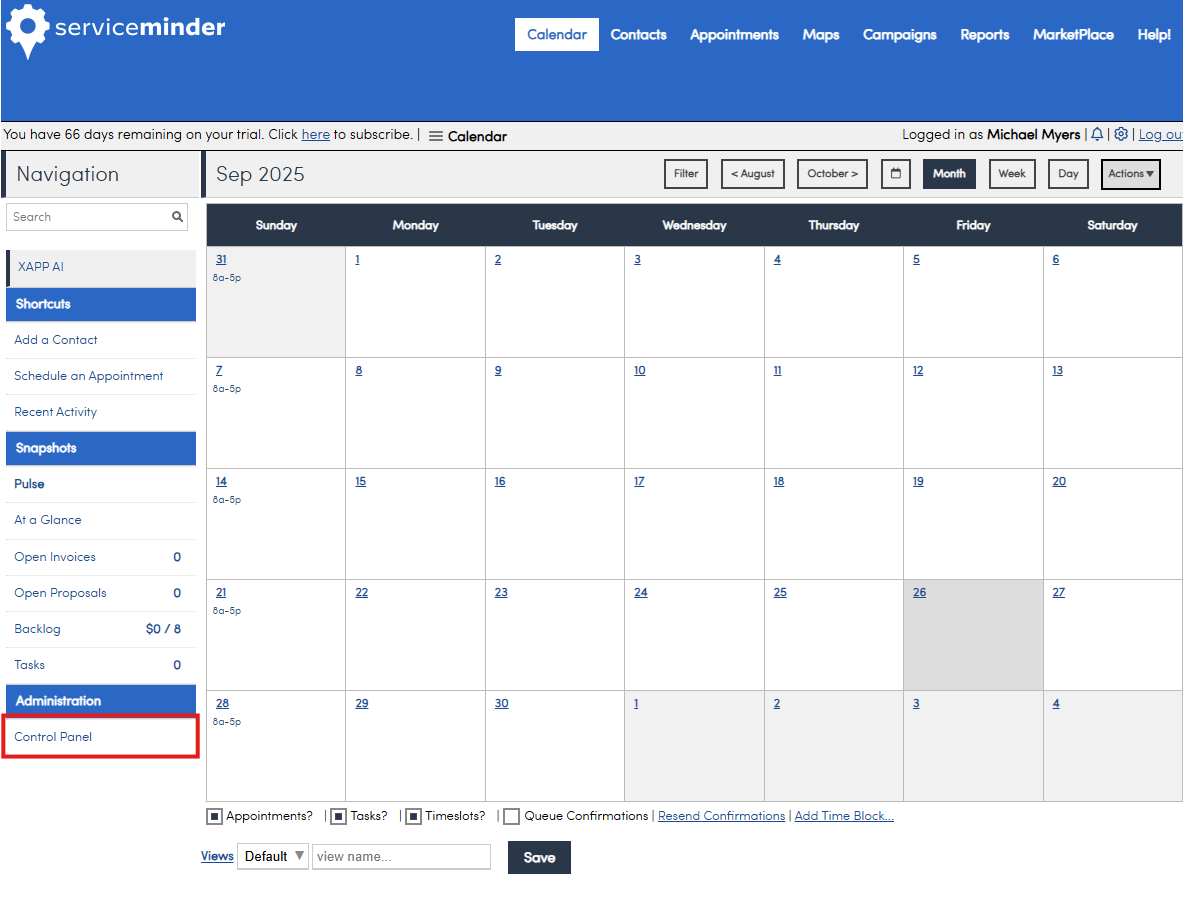 serviceminder
Calendar Contacts Appointments Maps Campaigns Reports MarketPlace Help!
You have 66 days remaining on your trial. Click here to subscribe. | Calendar
Logged in as Michael Myers | | | Log ou
Navigation
Search
XAPP AI
Shortcuts
Add a Contact
Schedule an Appointment
Recent Activity
Snapshots
Pulse
At a Glance
Open Invoices 0
Open Proposals 0
Backlog $0 / 8
Tasks 0
Administration
Control Panel
Sep 2025
Filter < August October > Month Week Day Actions ▼
Sunday Monday Tuesday Wednesday Thursday Friday Saturday
31 1 2 3 4 5 6
8a-5p
7 8 9 10 11 12 13
8a-5p
14 15 16 17 18 19 20
8a-5p
21 22 23 24 25 26 27
8a-5p
28 29 30 1 2 3 4
8a-5p
Appointments? | Tasks? | Timeslots? | Queue Confirmations | Resend Confirmations | Add Time Block...
Views Default ▼ view name... Save